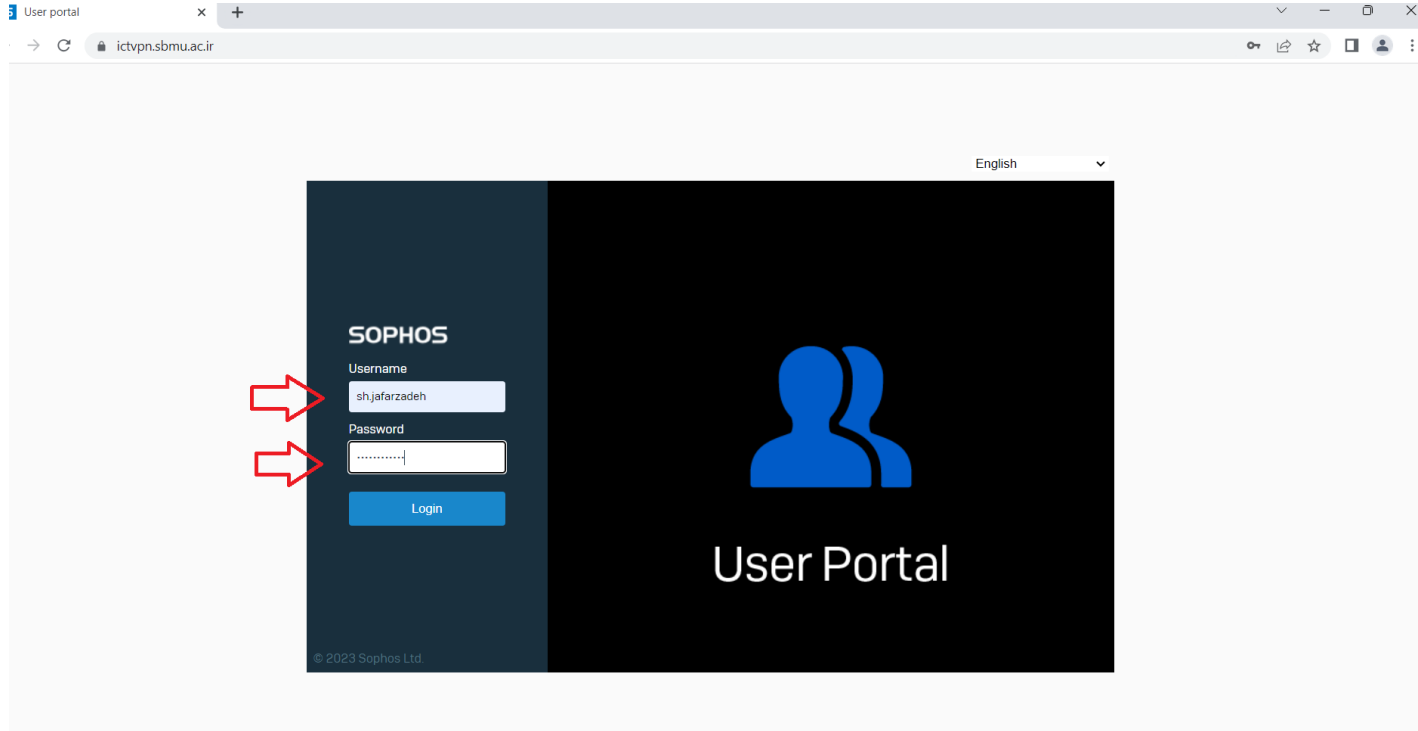 User portal
ictvpn.sbmu.ac.ir
English
SOPHOS
Username
sh.jafarzadeh
Password
············
Login
User Portal
© 2023 Sophos Ltd.